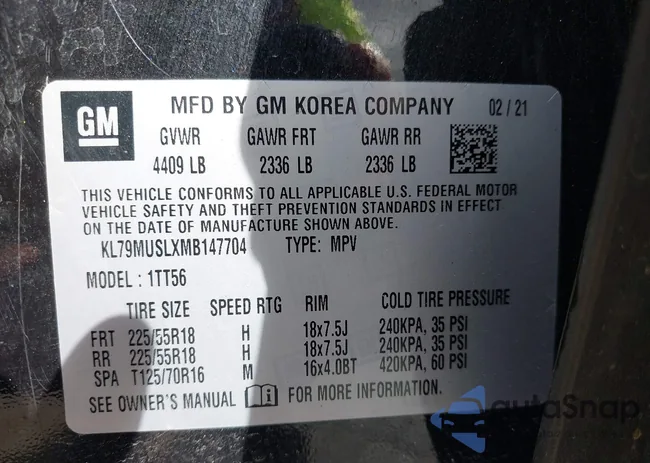 GM
MFD BY GM KOREA COMPANY 02 / 21
GVWR GAWR FRT GAWR RR
4409 LB 2336 LB 2336 LB
THIS VEHICLE CONFORMS TO ALL APPLICABLE U.S. FEDERAL MOTOR
VEHICLE SAFETY AND THEFT PREVENTION STANDARDS IN EFFECT
ON THE DATE OF MANUFACTURE SHOWN ABOVE.
KL79MUSLXMB147704 TYPE: MPV
MODEL : 1TT56
TIRE SIZE SPEED RTG RIM COLD TIRE PRESSURE
FRT 225/55R18 H 18x7.5J 240KPA, 35 PSI
RR 225/55R18 H 18x7.5J 240KPA, 35 PSI
SPA T125/70R16 M 16x4.0BT 420KPA, 60 PSI
SEE OWNER'S MANUAL i FOR MORE INFORMATION.
autoSnap